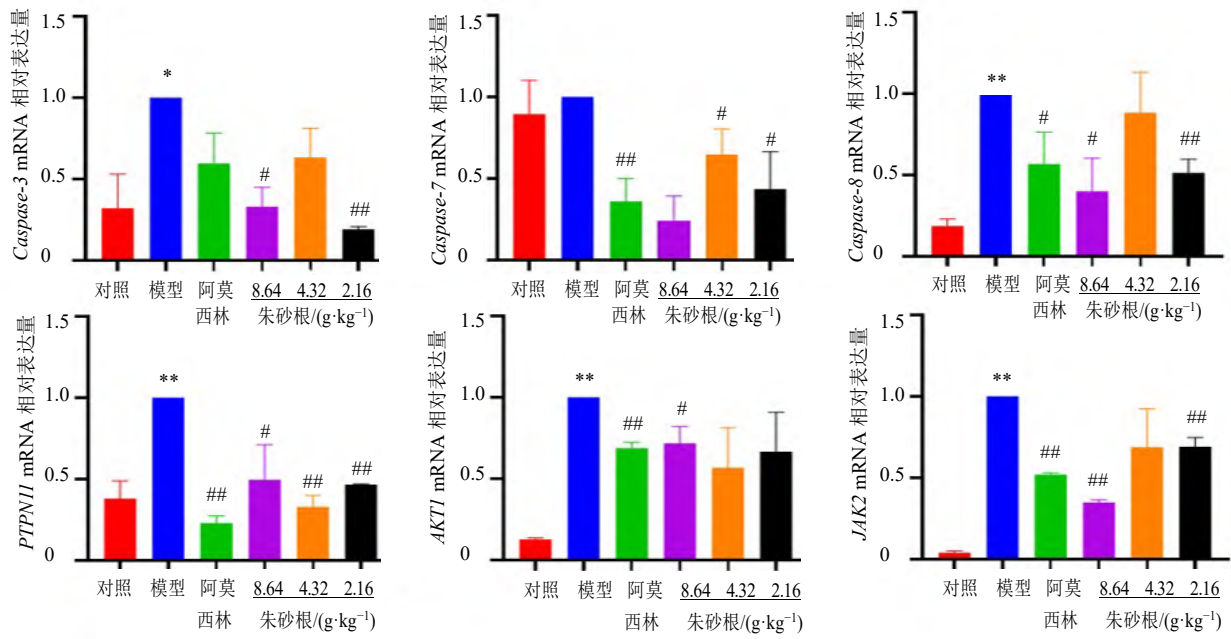 Caspase-3 mRNA 相对表达量
1.5
1.0
0.5
0
*
#
##
对照 模型 阿莫西林 8.64 4.32 2.16
朱砂根/(g·kg⁻¹)
Caspase-7 mRNA 相对表达量
1.5
1.0
0.5
0
##
#
#
对照 模型 阿莫西林 8.64 4.32 2.16
朱砂根/(g·kg⁻¹)
Caspase-8 mRNA 相对表达量
1.5
1.0
0.5
0
**
#
#
##
对照 模型 阿莫西林 8.64 4.32 2.16
朱砂根/(g·kg⁻¹)
PTPN11 mRNA 相对表达量
1.5
1.0
0.5
0
**
##
#
##
##
对照 模型 阿莫西林 8.64 4.32 2.16
朱砂根/(g·kg⁻¹)
AKT1 mRNA 相对表达量
1.5
1.0
0.5
0
**
##
#
对照 模型 阿莫西林 8.64 4.32 2.16
朱砂根/(g·kg⁻¹)
JAK2 mRNA 相对表达量
1.5
1.0
0.5
0
**
##
##
##
对照 模型 阿莫西林 8.64 4.32 2.16
朱砂根/(g·kg⁻¹)